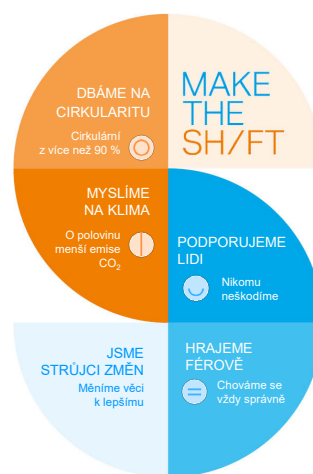 DBÁME NA
CIRKULARITU
Cirkulární
z více než 90 %
MAKE
THE
SH/FT
MYSLÍME
NA KLIMA
O polovinu
menší emise
CO₂
PODPORUJEME
LIDI
Nikomu
neškodíme
JSME
STRŮJCI ZMĚN
Měníme věci
k lepšímu
HRAJEME
FÉROVĚ
Chováme se
vždy správně